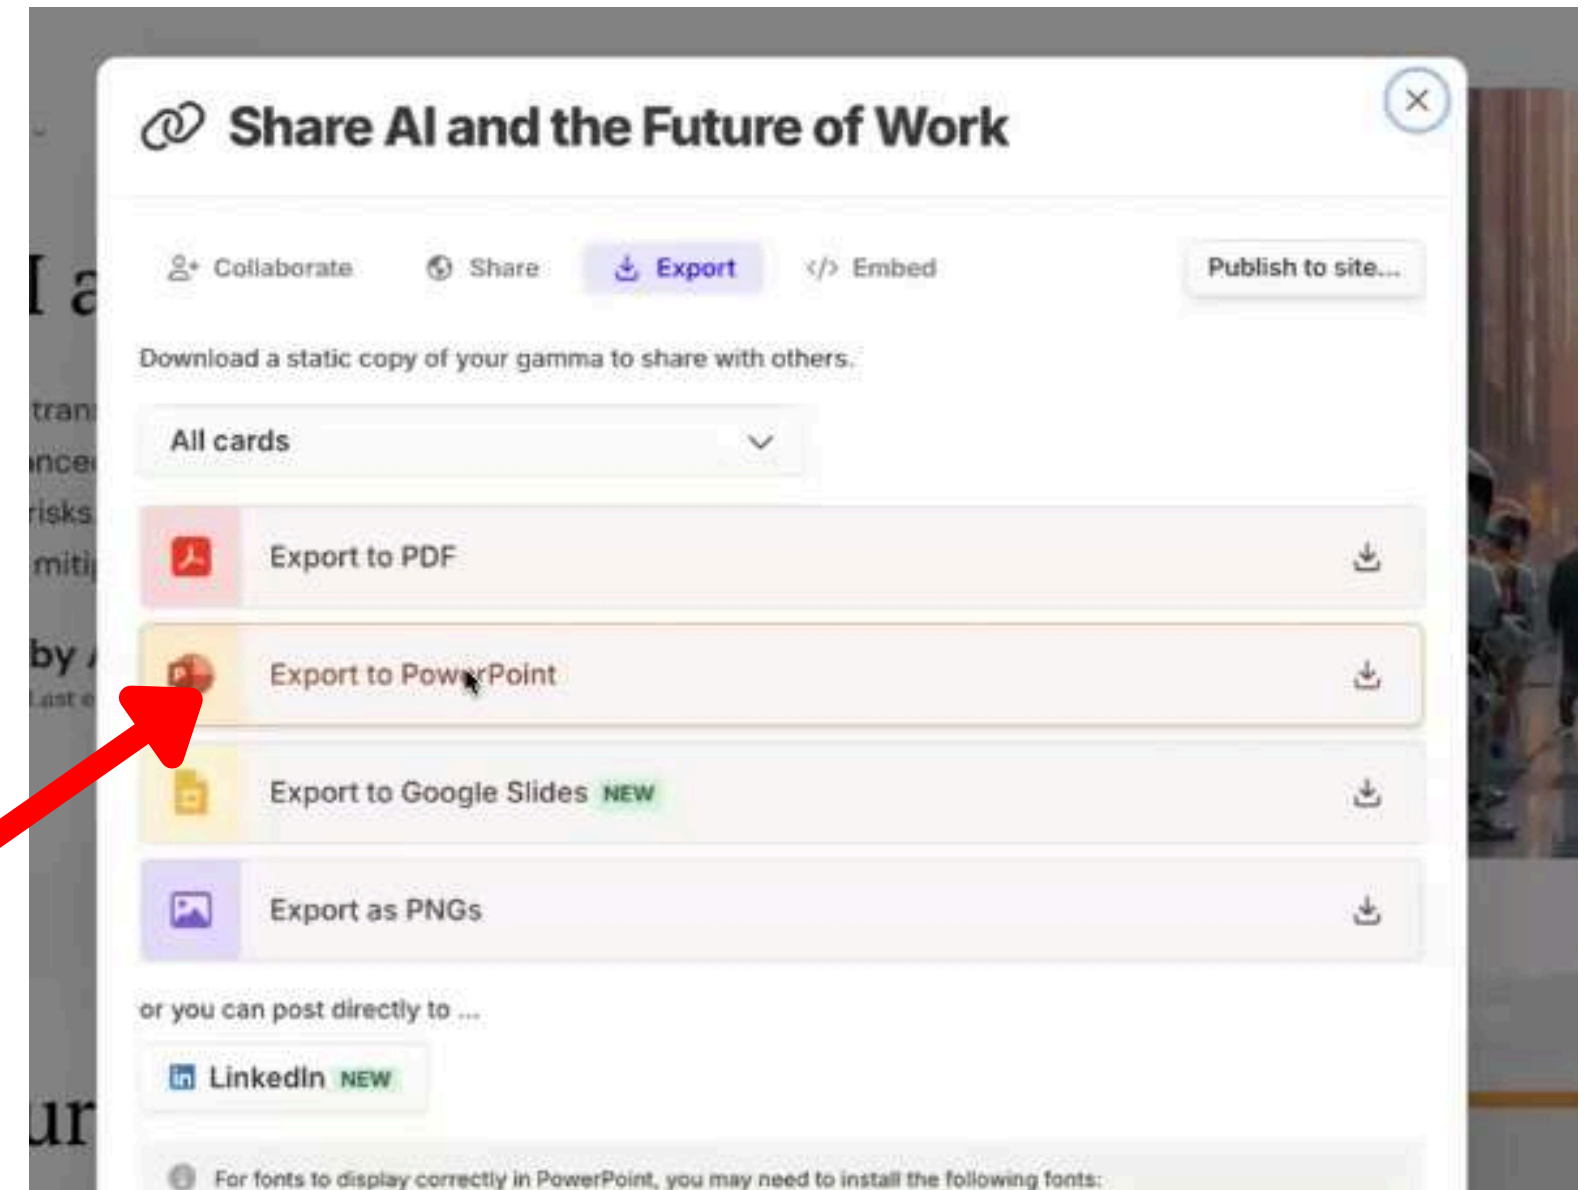 Share AI and the Future of Work
Collaborate
Share
Export
</> Embed
Publish to site...
Download a static copy of your gamma to share with others.
All cards
Export to PDF
Export to PowerPoint
Export to Google Slides NEW
Export as PNGs
or you can post directly to ...
in LinkedIn NEW
For fonts to display correctly in PowerPoint, you may need to install the following fonts:
by
risks